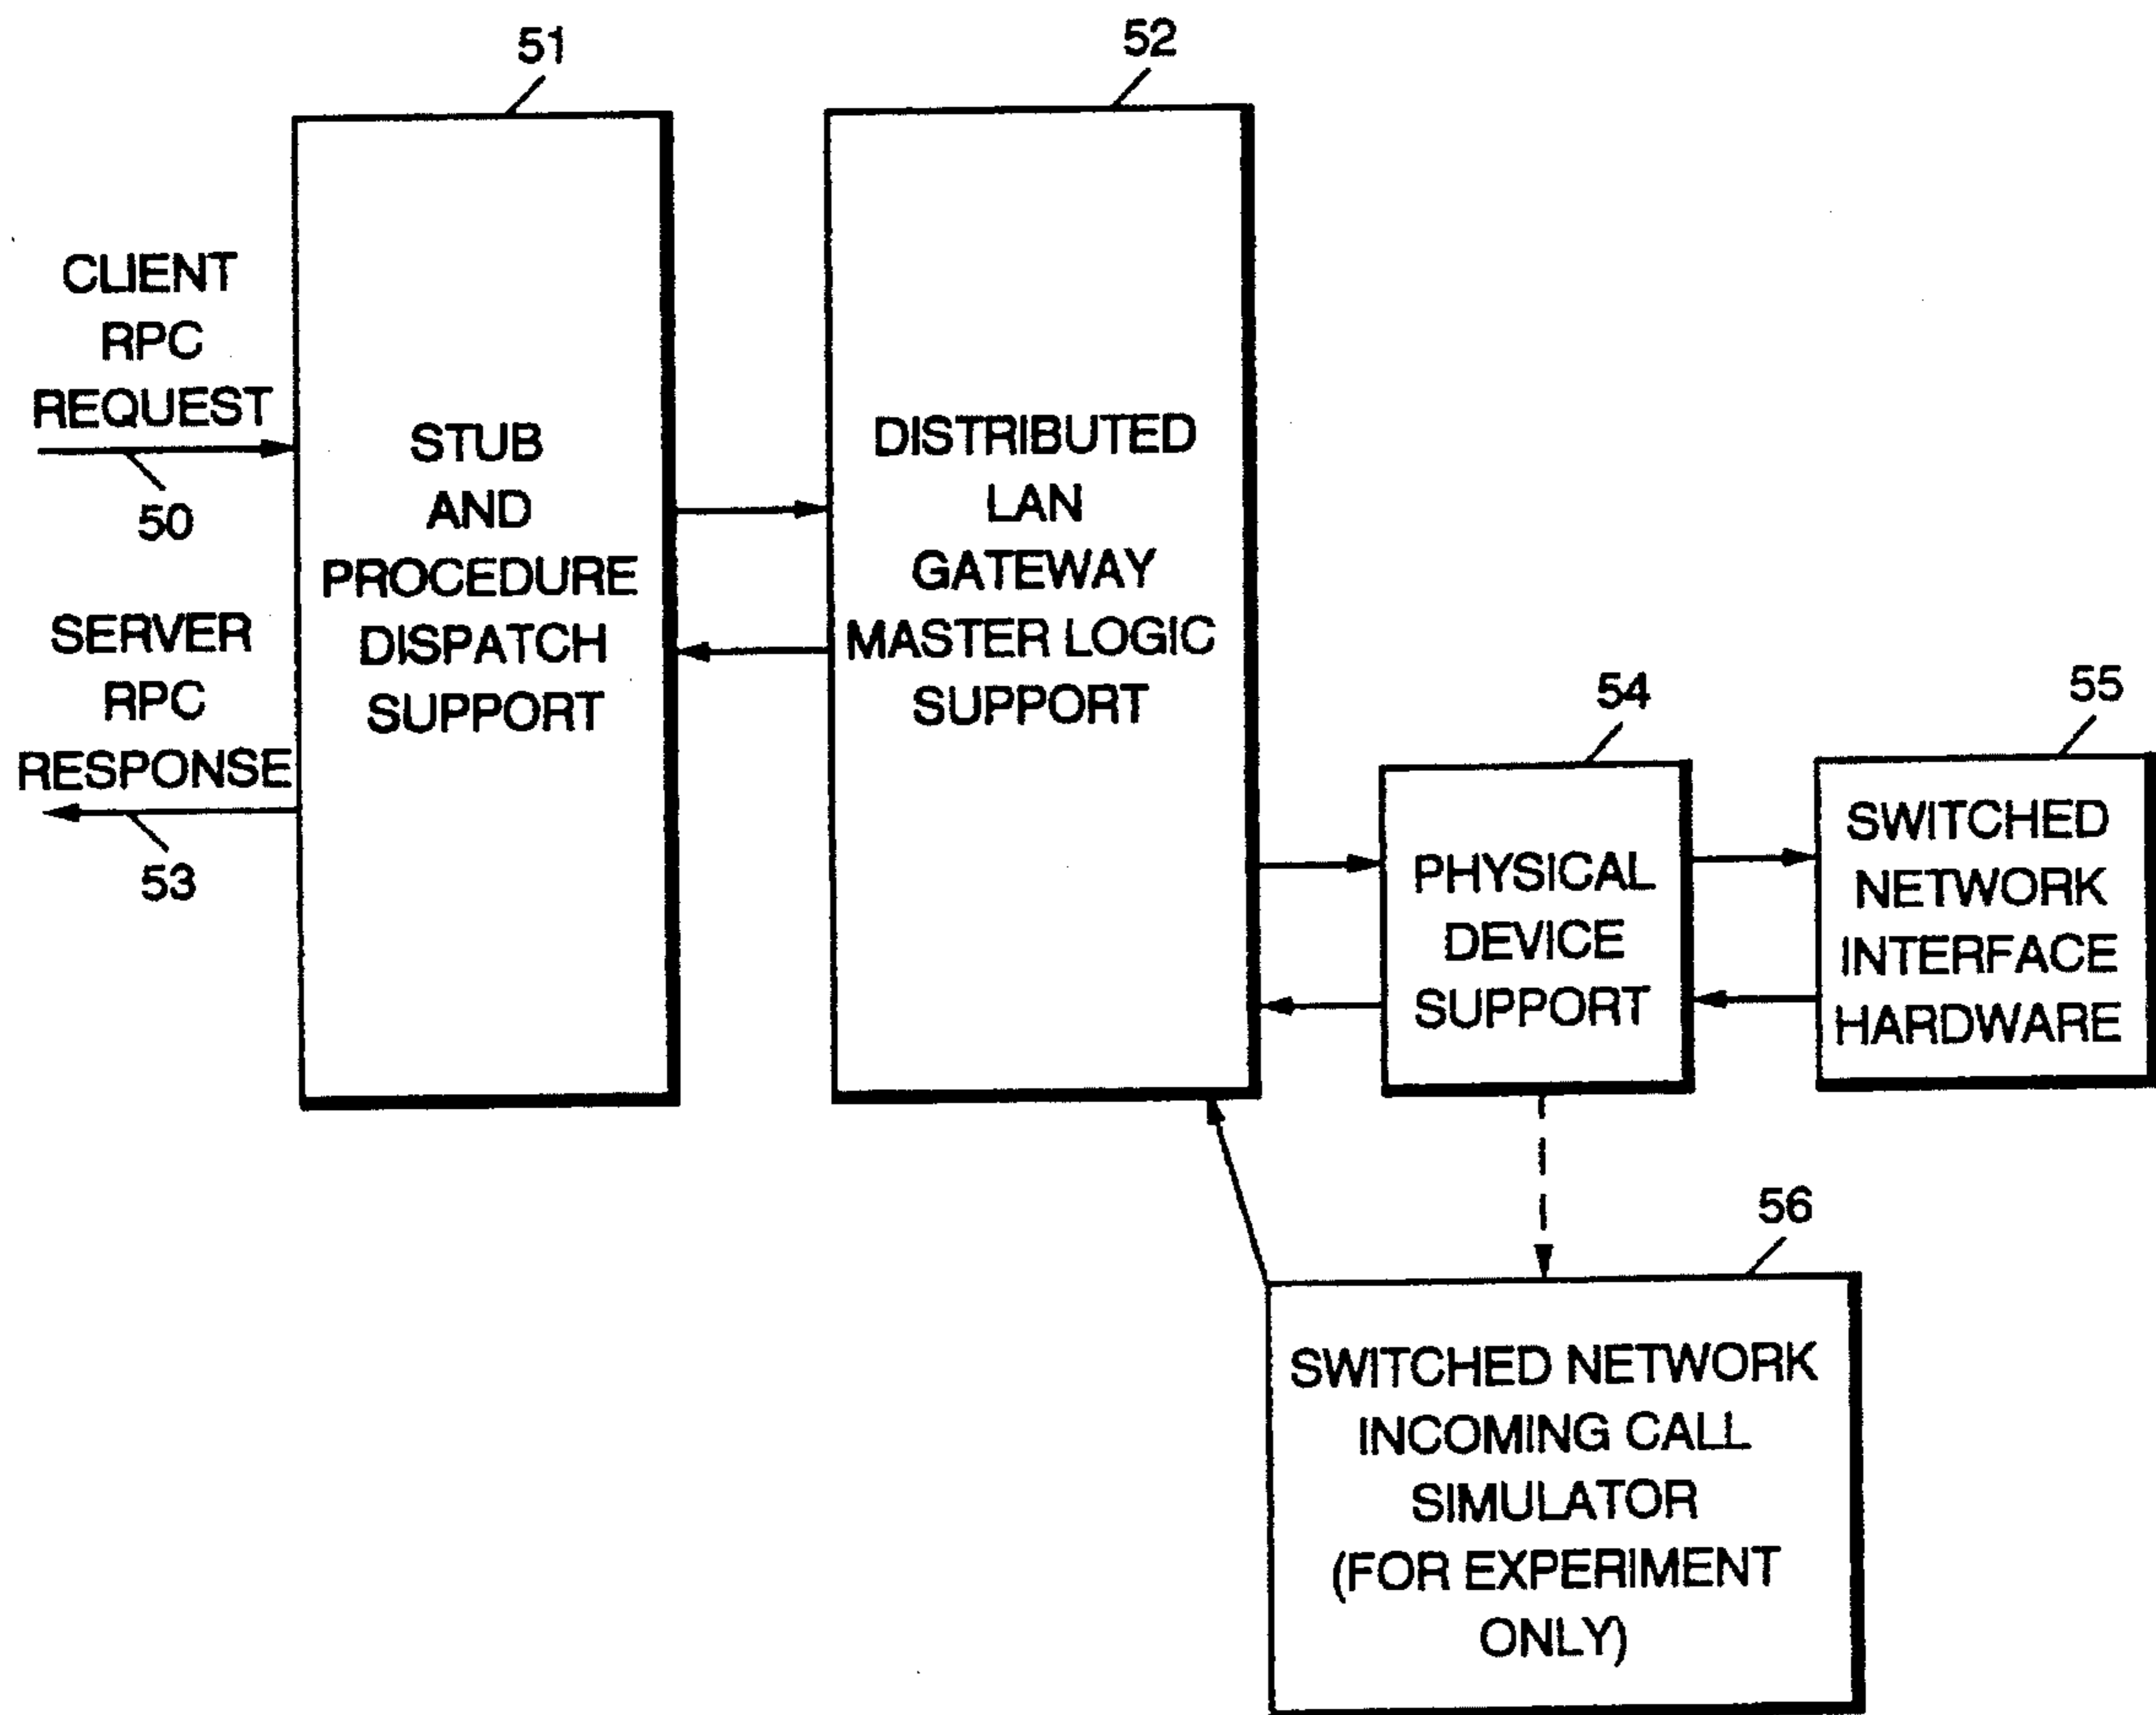 51
52
CLIENT
RPC
REQUEST
50
SERVER
RPC
RESPONSE
53
STUB
AND
PROCEDURE
DISPATCH
SUPPORT
DISTRIBUTED
LAN
GATEWAY
MASTER LOGIC
SUPPORT
54
PHYSICAL
DEVICE
SUPPORT
55
SWITCHED
NETWORK
INTERFACE
HARDWARE
56
SWITCHED NETWORK
INCOMING CALL
SIMULATOR
(FOR EXPERIMENT
ONLY)